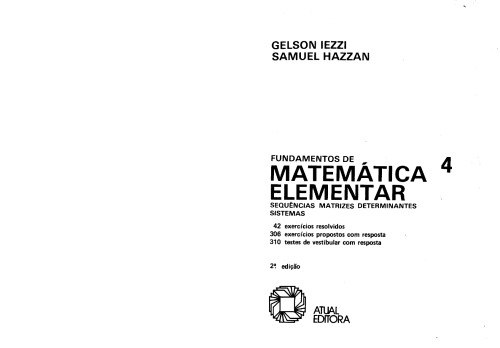 GELSON IEZZI
SAMUEL HAZZAN
FUNDAMENTOS DE
MATEMÁTICA 4
ELEMENTAR
SEQUÊNCIAS MATRIZES DETERMINANTES
SISTEMAS
42 exercícios resolvidos
306 exercícios propostos com resposta
310 testes de vestibular com resposta
2ª edição
ATUAL
EDITORA